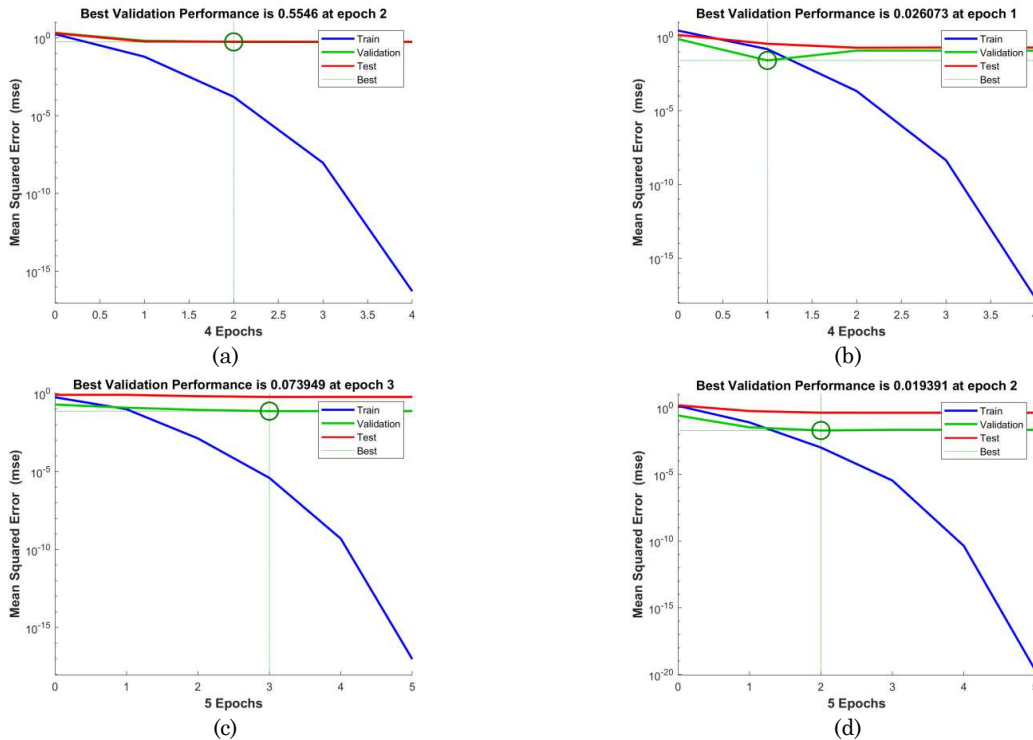 Best Validation Performance is 0.5546 at epoch 2
Mean Squared Error (mse)
10^0
10^-5
10^-10
10^-15
Train
Validation
Test
Best
0 0.5 1 1.5 2 2.5 3 3.5 4
4 Epochs
(a)
Best Validation Performance is 0.026073 at epoch 1
Mean Squared Error (mse)
10^0
10^-5
10^-10
10^-15
Train
Validation
Test
Best
0 0.5 1 1.5 2 2.5 3 3.5 4
4 Epochs
(b)
Best Validation Performance is 0.073949 at epoch 3
Mean Squared Error (mse)
10^0
10^-5
10^-10
10^-15
Train
Validation
Test
Best
0 1 2 3 4 5
5 Epochs
(c)
Best Validation Performance is 0.019391 at epoch 2
Mean Squared Error (mse)
10^0
10^-5
10^-10
10^-15
10^-20
Train
Validation
Test
Best
0 1 2 3 4 5
5 Epochs
(d)